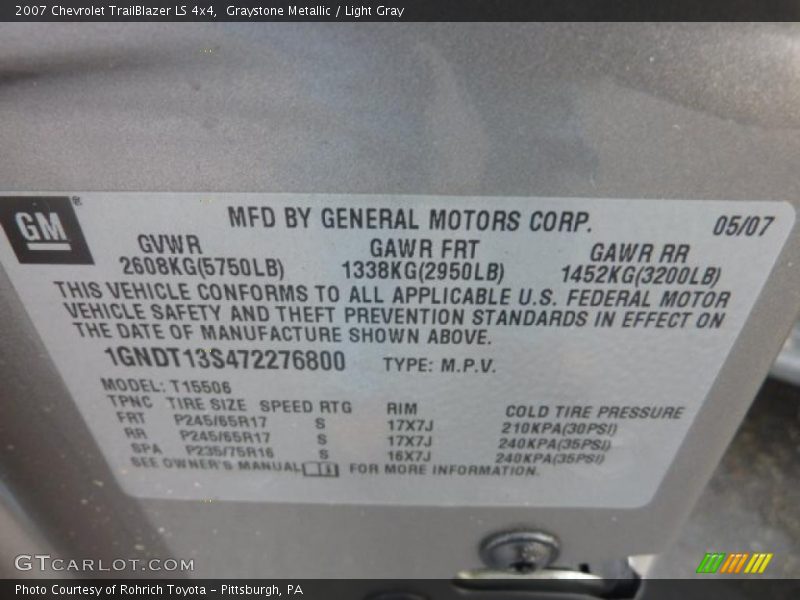 2007 Chevrolet TrailBlazer LS 4x4,  Graystone Metallic / Light Gray
GM®
MFD BY GENERAL MOTORS CORP. 05/07
GVWR GAWR FRT GAWR RR
2608KG(5750LB) 1338KG(2950LB) 1452KG(3200LB)
THIS VEHICLE CONFORMS TO ALL APPLICABLE U.S. FEDERAL MOTOR
VEHICLE SAFETY AND THEFT PREVENTION STANDARDS IN EFFECT ON
THE DATE OF MANUFACTURE SHOWN ABOVE.
1GNDT13S472276800 TYPE: M.P.V.
MODEL: T15506
TPNC TIRE SIZE SPEED RTG RIM COLD TIRE PRESSURE
FRT P245/65R17 S 17X7J 210KPA(30PSI)
RR P245/65R17 S 17X7J 240KPA(35PSI)
SPA P235/75R16 S 16X7J 240KPA(35PSI)
SEE OWNER'S MANUAL FOR MORE INFORMATION.
GTCARLOT.COM
Photo Courtesy of Rohrich Toyota - Pittsburgh, PA